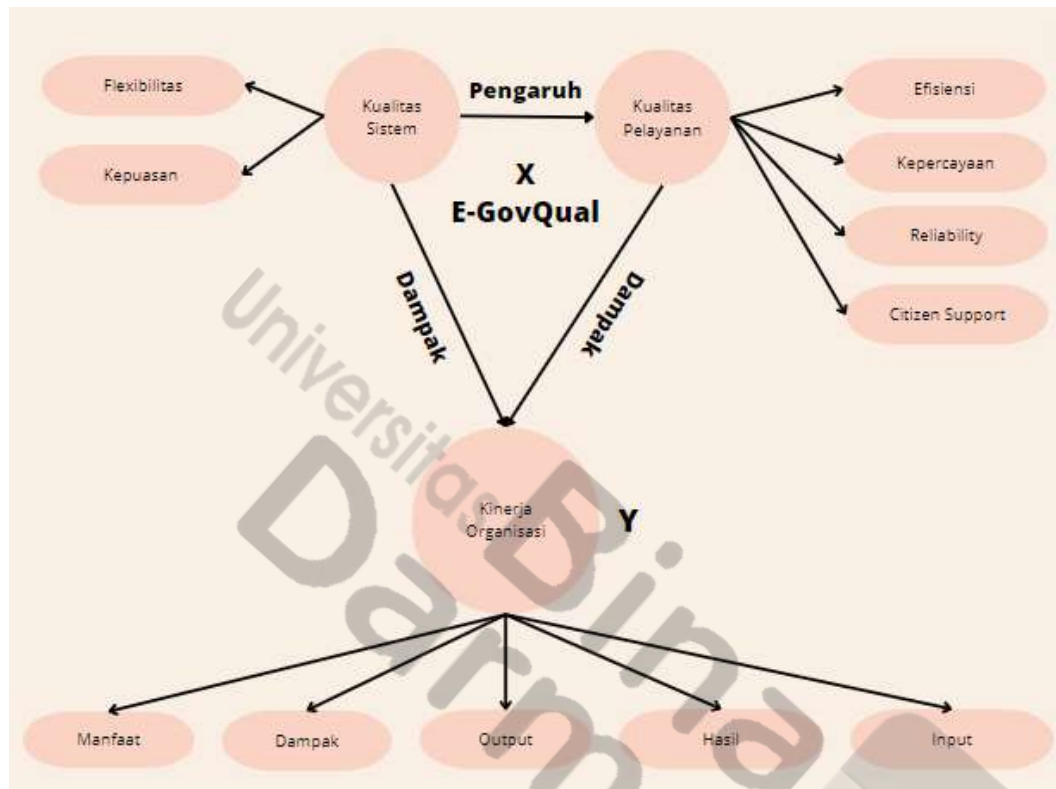 Flexibilitas
Kepuasan
Kualitas
Sistem
Pengaruh
Kualitas
Pelayanan
Efisiensi
Kepercayaan
Reliability
Citizen Support
X
E-GovQual
Dampak
Dampak
Kinerja
Organisasi
Y
Manfaat
Dampak
Output
Hasil
Input
Universitas
Bina
Darm